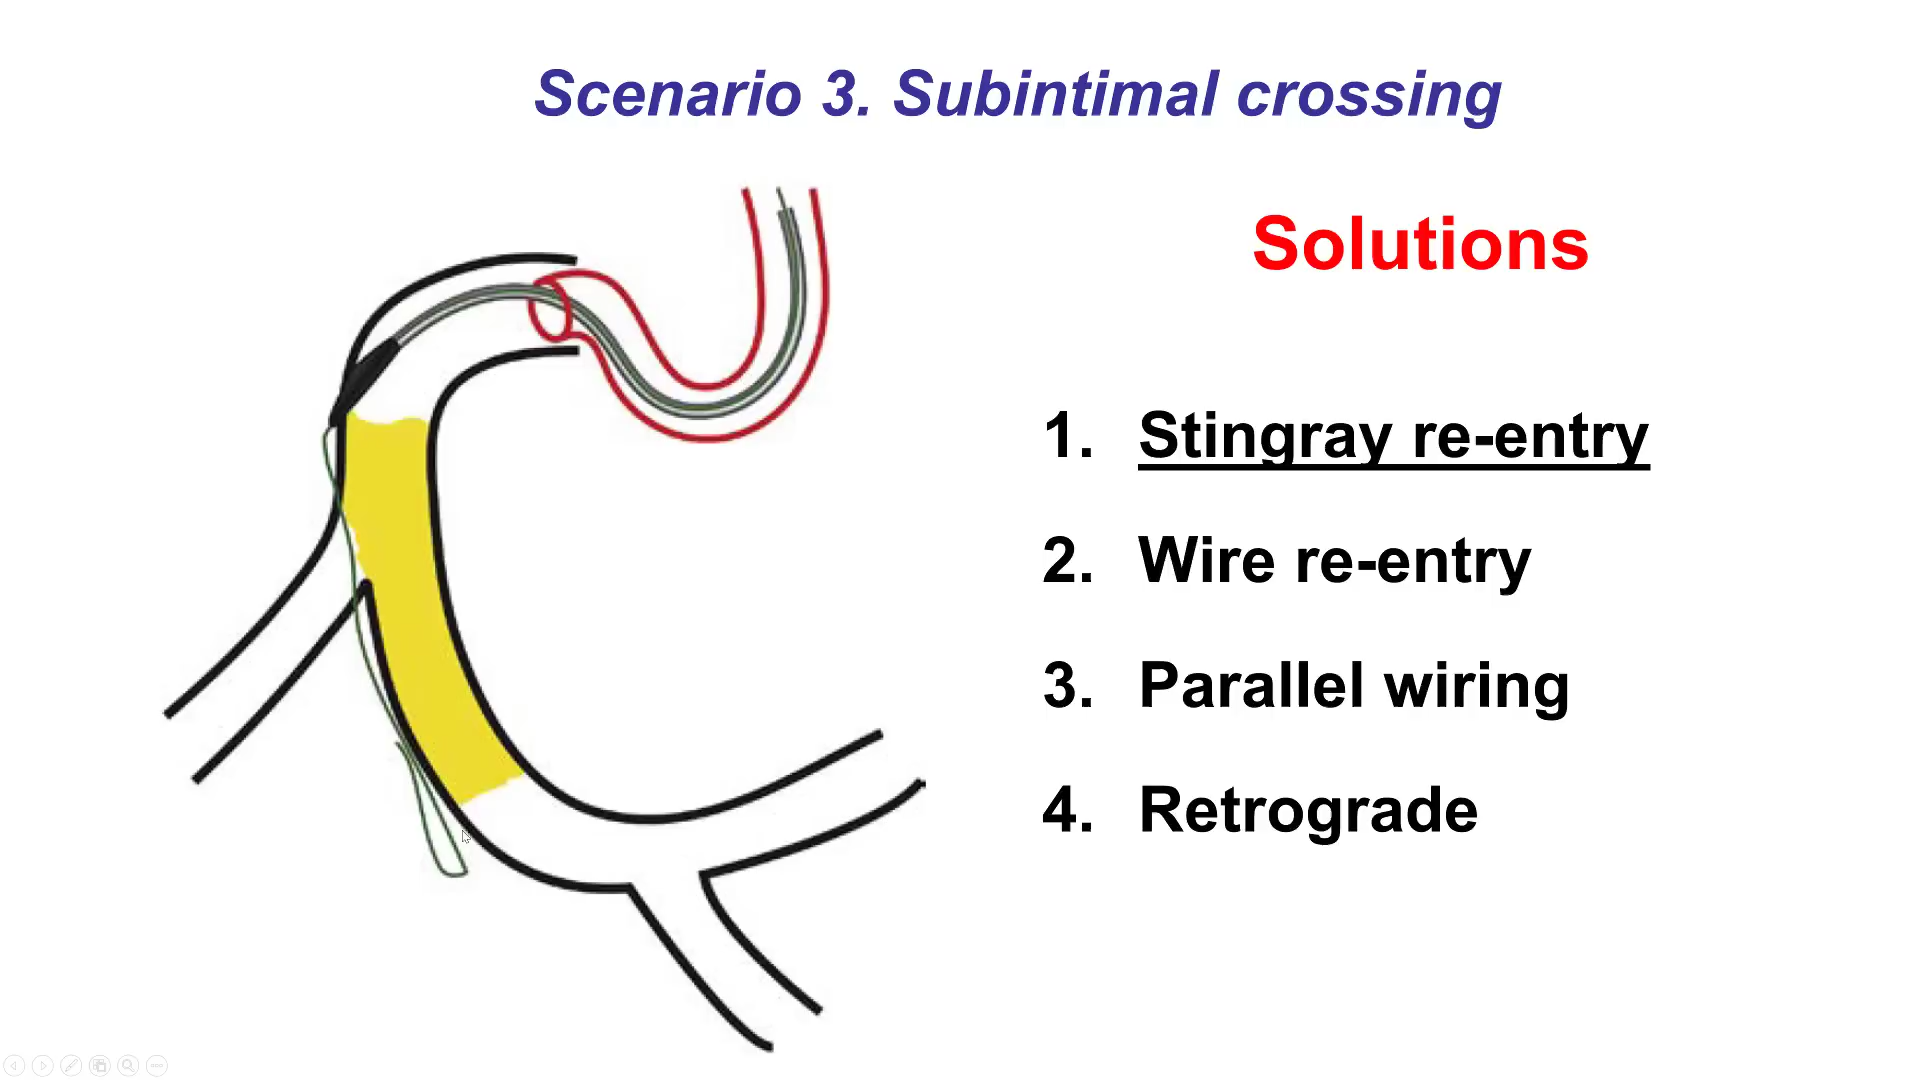 Scenario 3. Subintimal crossing
Solutions
1. Stingray re-entry
2. Wire re-entry
3. Parallel wiring
4. Retrograde